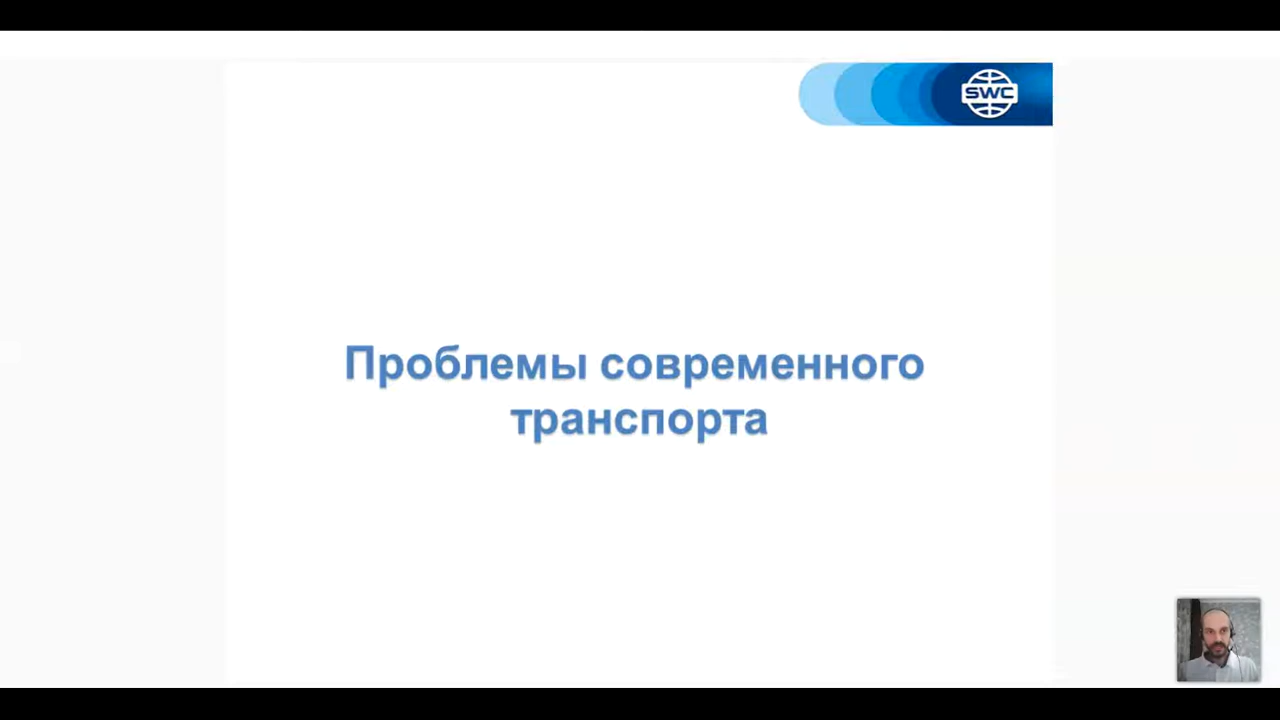 SWC
Проблемы современного
транспорта